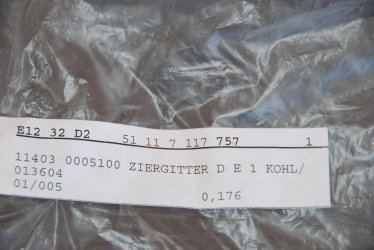 E12 32 D2 51 11 7 117 757 1
11403 0005100 ZIERGITTER D E 1 KOHL/
013604
01/005 0,176